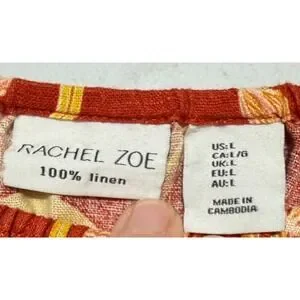 RACHEL ZOE
100% linen
US:L
CA:L/G
UK:L
EU:L
AU:L
MADE IN
CAMBODIA